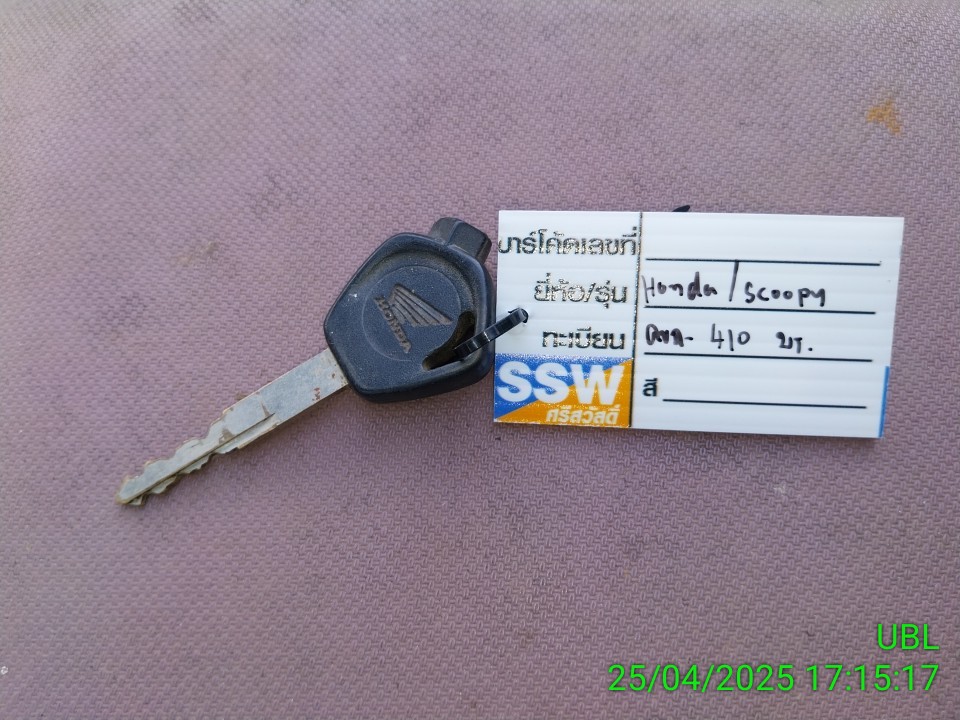 HONDA
บาร์โค้ดเลขที่
ยี่ห้อ/รุ่น Honda / Scoopy
ทะเบียน 410 บร.
สี
SSW
ศรีสวัสดิ์
UBL
25/04/2025 17:15:17